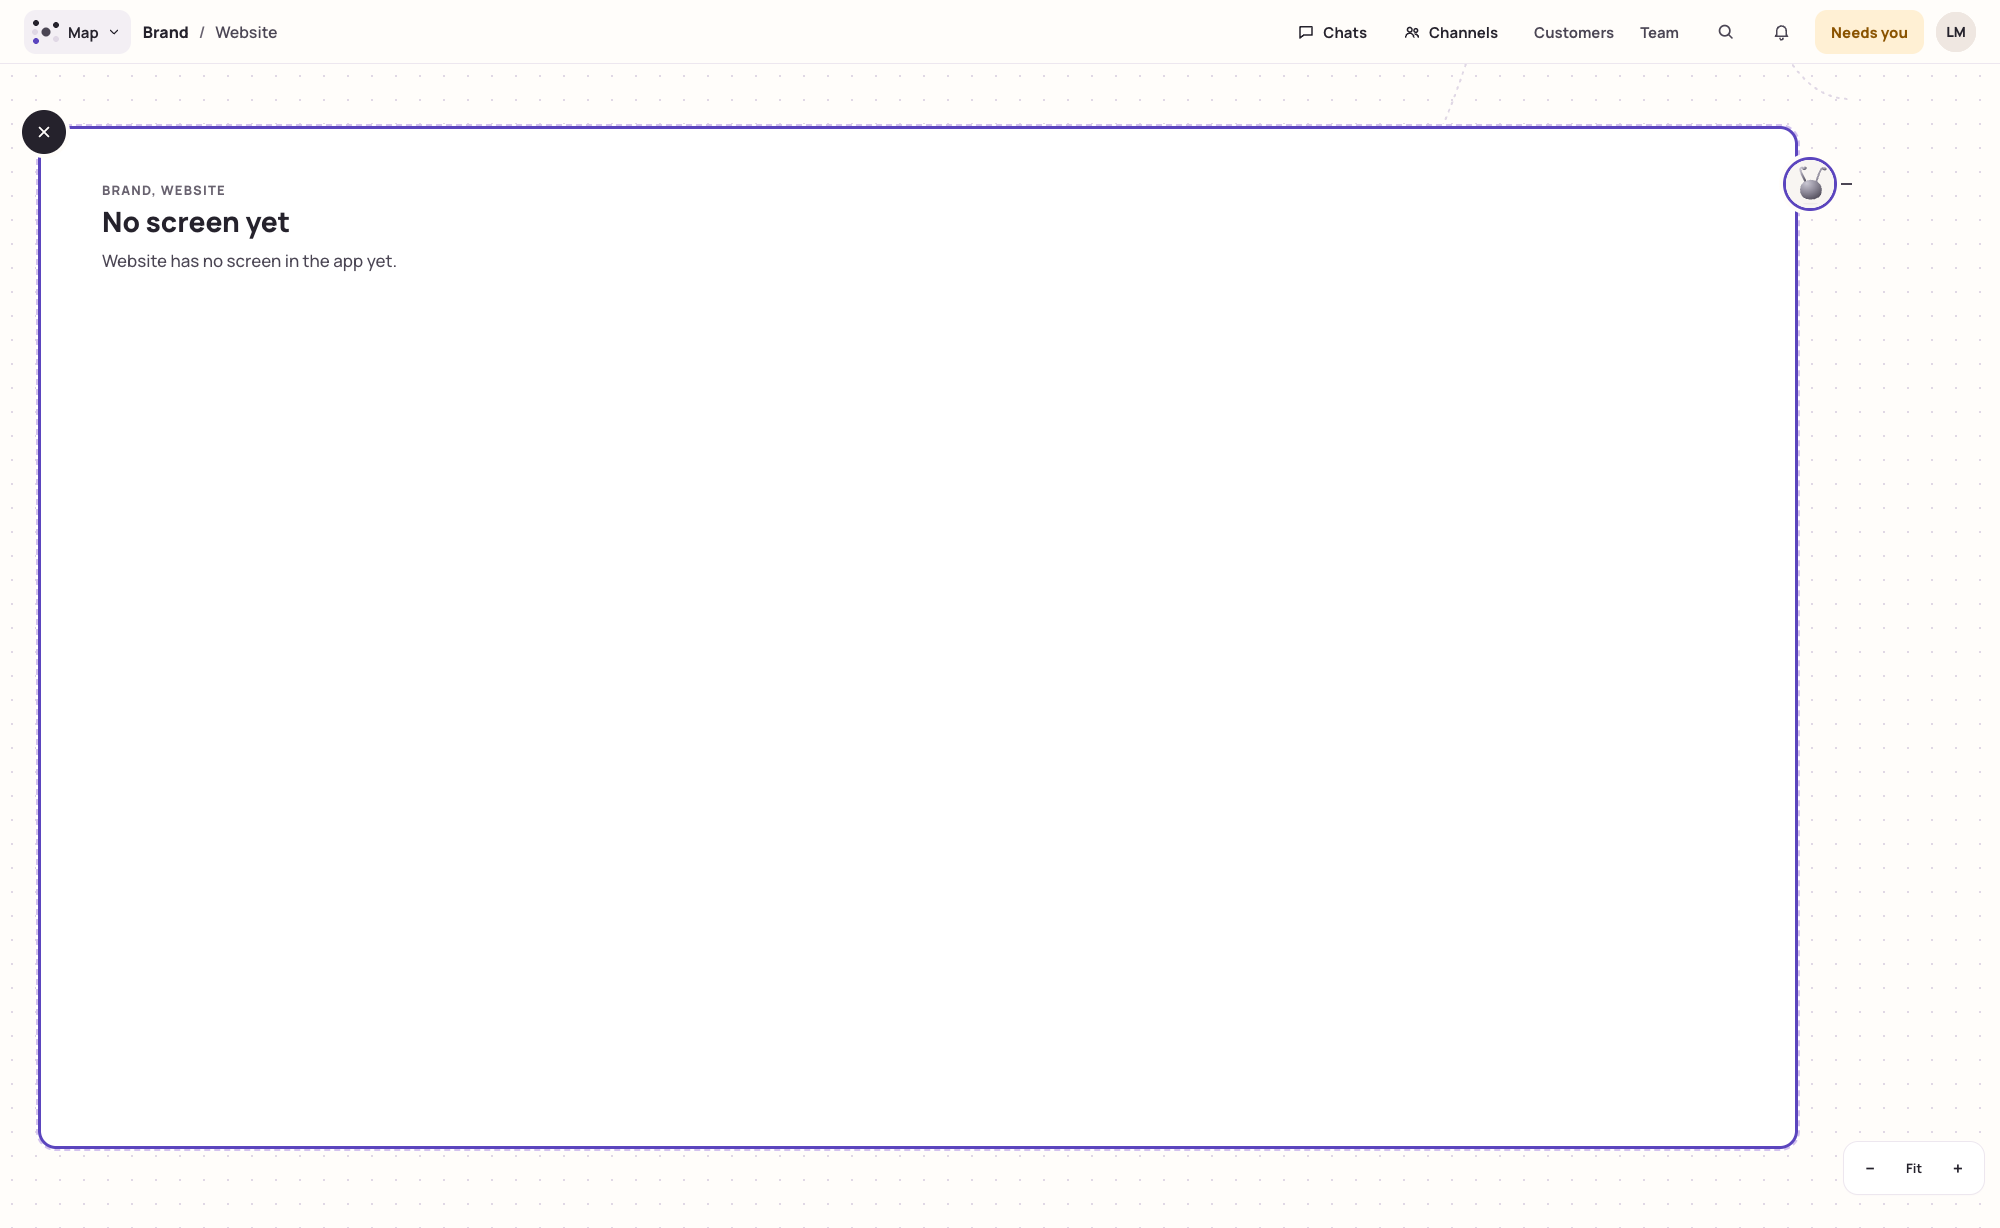 Map
Brand / Website
Chats
Channels
Customers
Team
Needs you
LM
BRAND, WEBSITE
No screen yet
Website has no screen in the app yet.
− Fit +